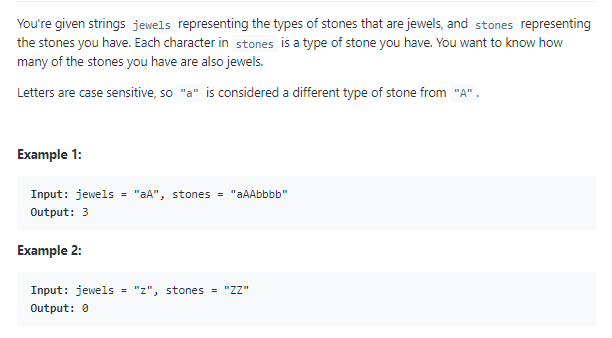 You're given strings jewels representing the types of stones that are jewels, and stones representing
the stones you have. Each character in stones is a type of stone you have. You want to know how
many of the stones you have are also jewels.
Letters are case sensitive, so "a" is considered a different type of stone from "A" .
Example 1:
Input: jewels = "aA", stones = "aAAbbbb"
Output: 3
Example 2:
Input: jewels = "z", stones = "ZZ"
Output: 0